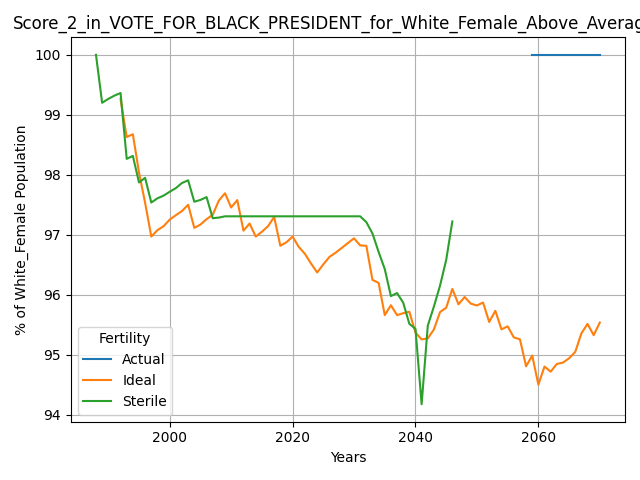 Score_2_in_VOTE_FOR_BLACK_PRESIDENT_for_White_Female_Above_Averag
100
99
98
97
96
95
94
% of White_Female Population
Fertility
Actual
Ideal
Sterile
2000
2020
2040
2060
Years